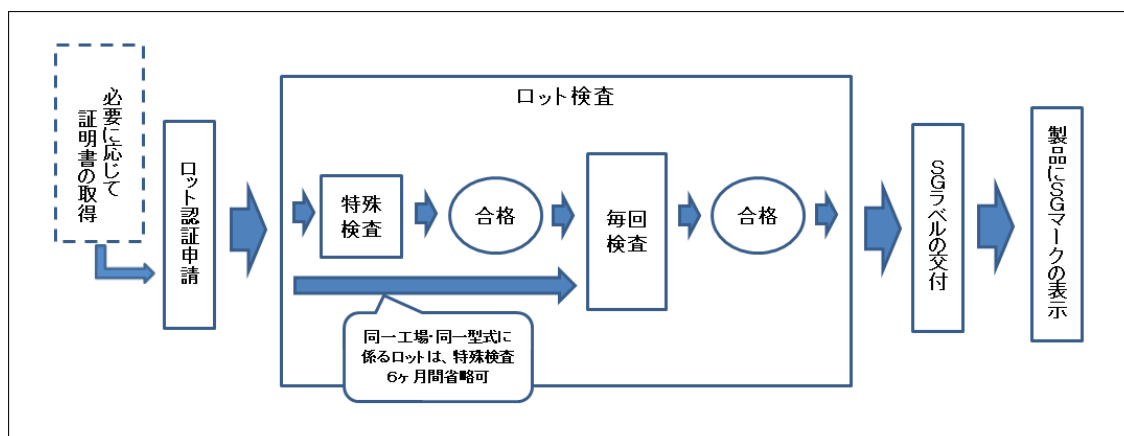 必要に応じて
証明書の取得
ロット認証申請
ロット検査
特殊
検査
合格
毎回
検査
合格
同一工場・同一型式に
係るロットは、特殊検査
6ヶ月間省略可
SGラベルの交付
製品にSGマークの表示